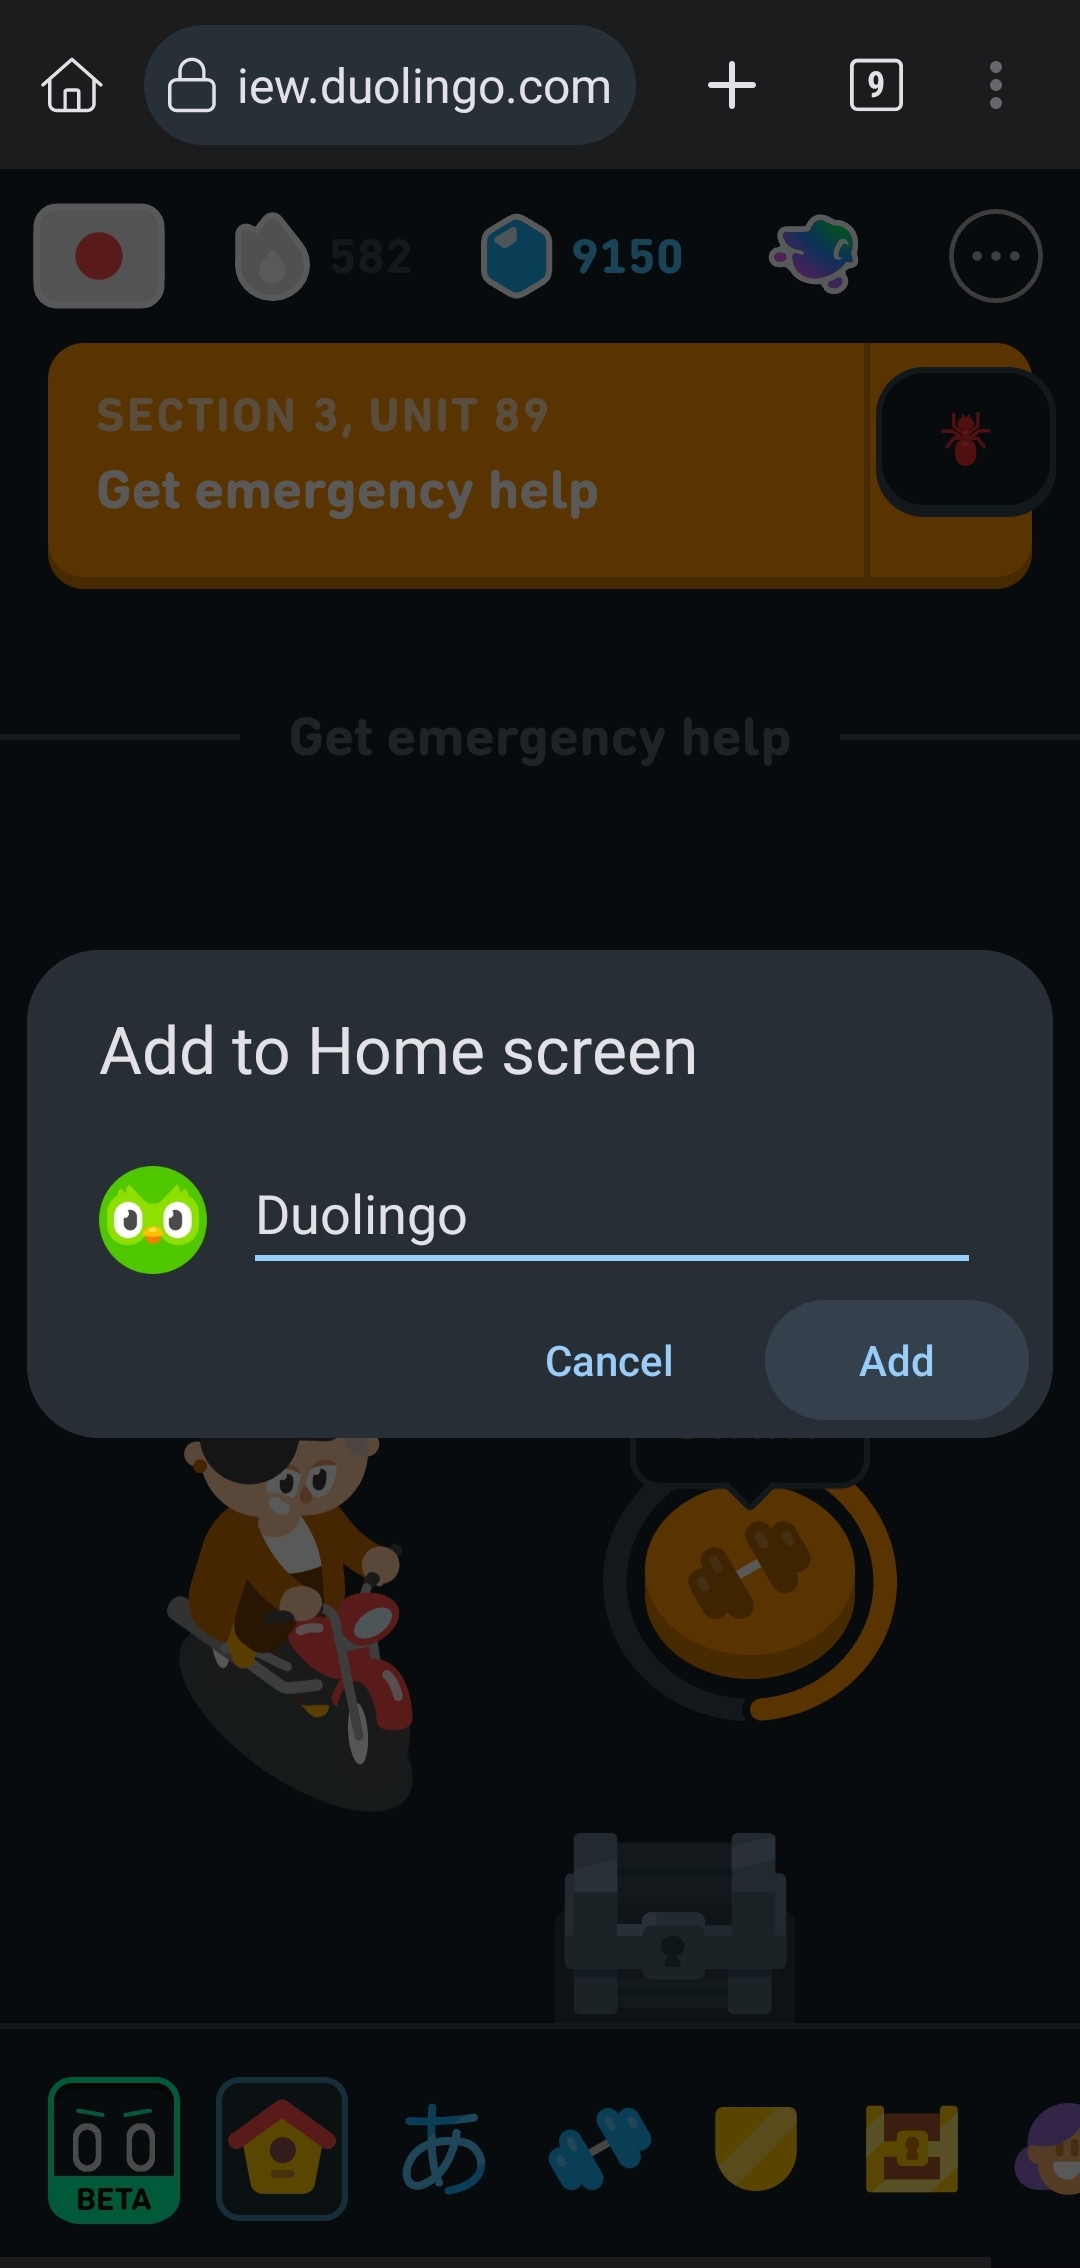 iew.duolingo.com
9
582
9150
SECTION 3, UNIT 89
Get emergency help
Get emergency help
Add to Home screen
Duolingo
Cancel
Add
あ
BETA